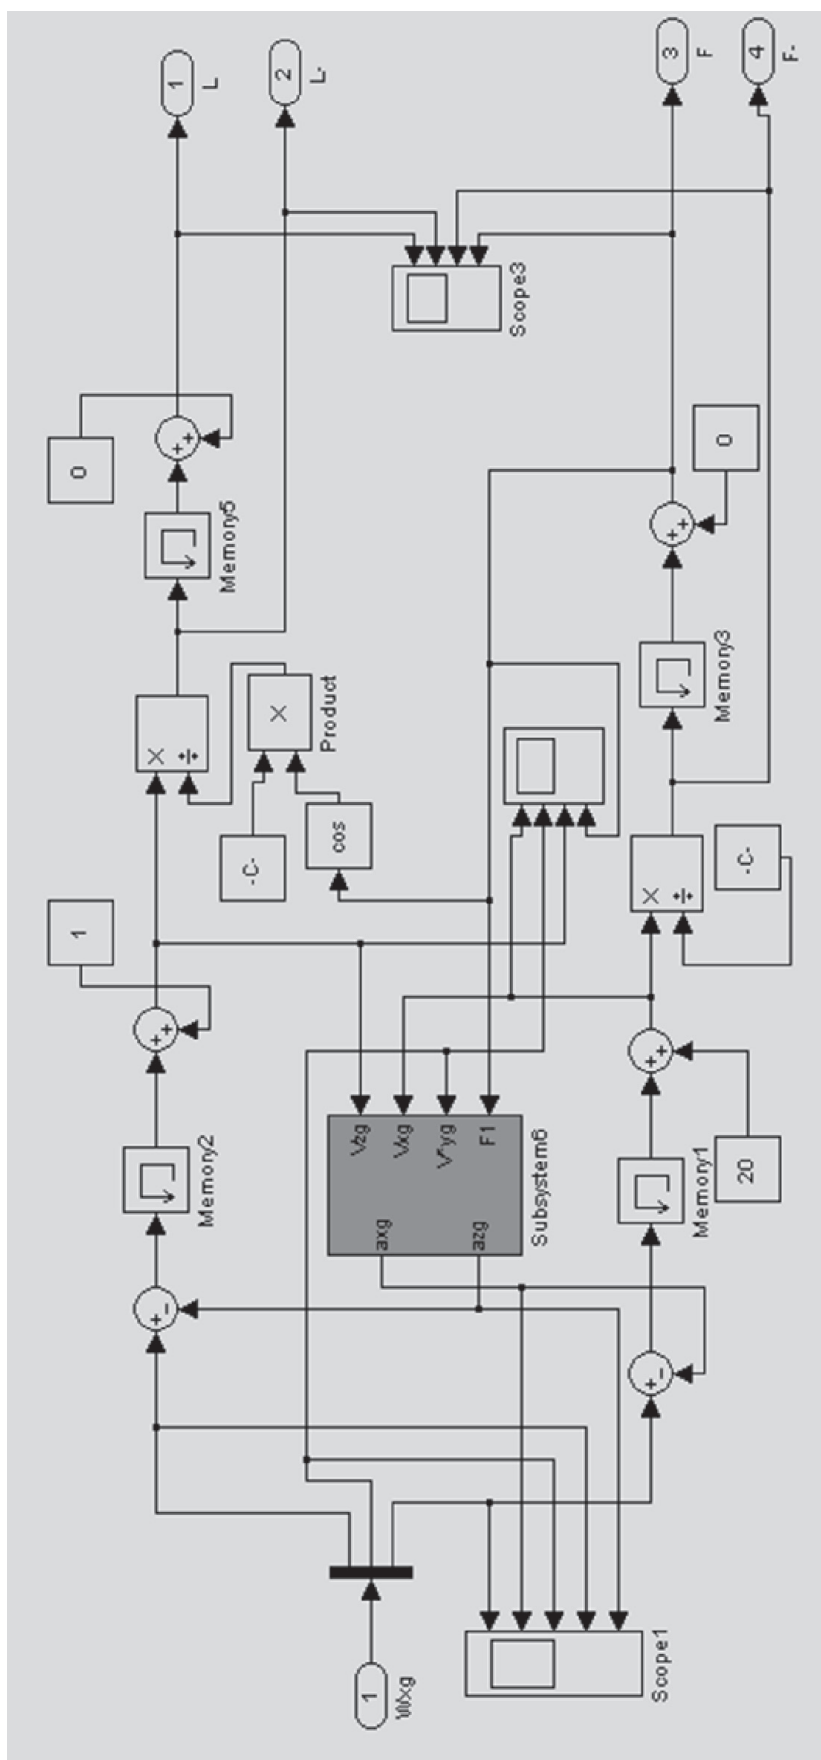 1
Wxg
Scope1
+-
Memory2
++
1
×
÷
Memory5
++
0
1
L
2
L-
-C-
cos
×
Product
Scope3
axg
azg
Vzg
Vxg
V*yg
F1
Subsystem6
+-
Memory1
++
20
×
÷
-C-
Memory3
++
0
3
F
4
F-